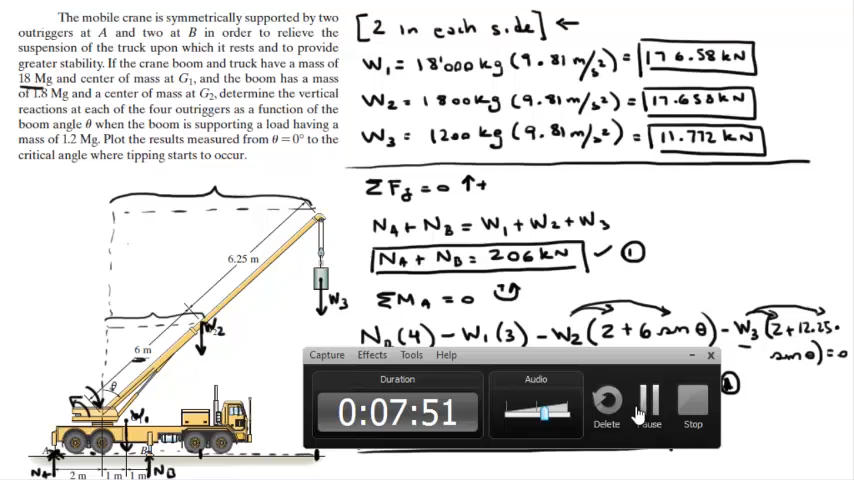 The mobile crane is symmetrically supported by two
outriggers at A and two at B in order to relieve the
suspension of the truck upon which it rests and to provide
greater stability. If the crane boom and truck have a mass of
18 Mg and center of mass at G₁, and the boom has a mass
of 1.8 Mg and a center of mass at G₂, determine the vertical
reactions at each of the four outriggers as a function of the
boom angle θ when the boom is supporting a load having a
mass of 1.2 Mg. Plot the results measured from θ = 0° to the
critical angle where tipping starts to occur.
[2 in each side] ←
W₁ = 18'000 kg (9.81 m/s²) = 176.58 kN
W₂ = 1800 kg (9.81 m/s²) = 17.658 kN
W₃ = 1200 kg (9.81 m/s²) = 11.772 kN
ΣFy = 0 ↑+
NA + NB = W₁ + W₂ + W₃
NA + NB = 206 kN ✓ ①
ΣMA = 0
NB (4) - W₁ (3) - W₂ (2 + 6 sin θ) - W₃ (2 + 12.25 ·
sin θ) = 0
6.25 m
W₃
W₂
6 m
θ
W₁
A
B
NA
2 m
1 m
1 m
NB
Capture
Effects
Tools
Help
Duration
0:07:51
Audio
Delete
Pause
Stop